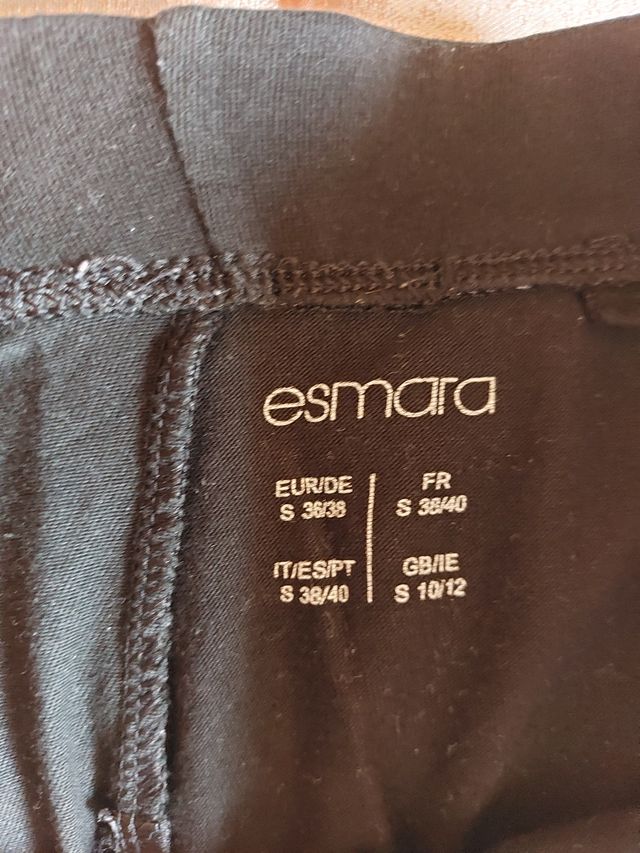 esmara
EUR/DE
S 36/38
FR
S 38/40
IT/ES/PT
S 38/40
GB/IE
S 10/12